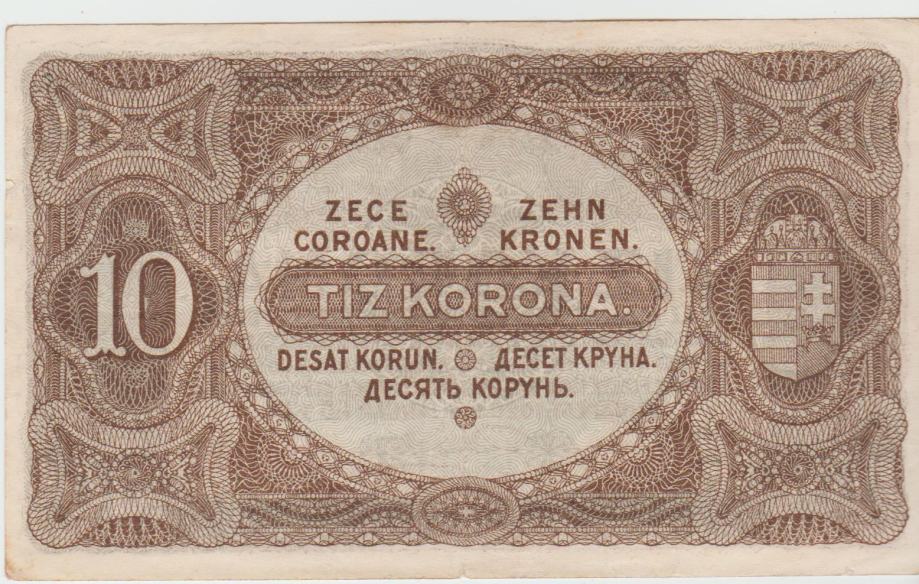 ZECE COROANE.
ZEHN KRONEN.
10
TIZ KORONA.
DESAT KORUN. ДЕСЕТ КРУНА.
ДЕСЯТЬ КОРУНЬ.